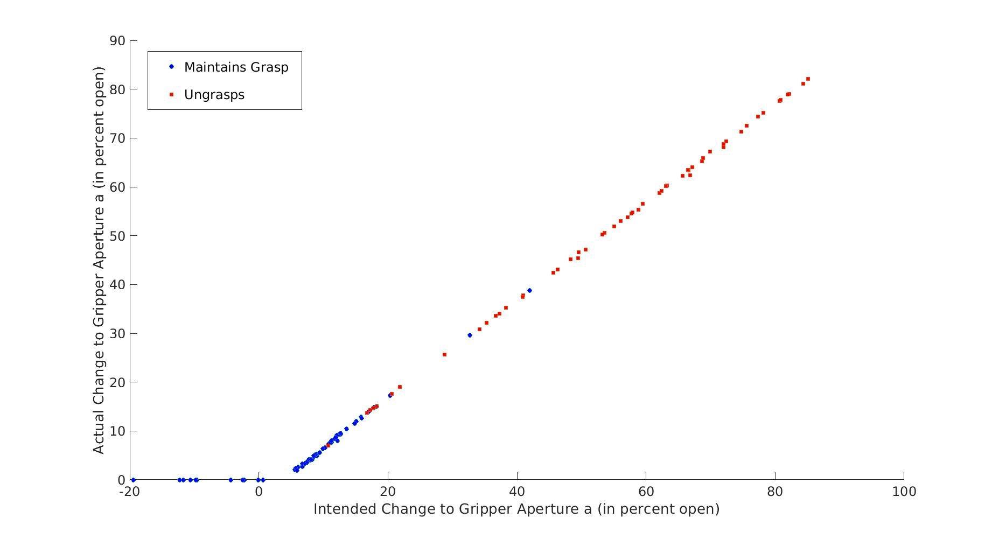 90
80
70
60
50
40
30
20
10
0
Actual Change to Gripper Aperture a (in percent open)
Maintains Grasp
Ungrasps
-20 0 20 40 60 80 100
Intended Change to Gripper Aperture a (in percent open)